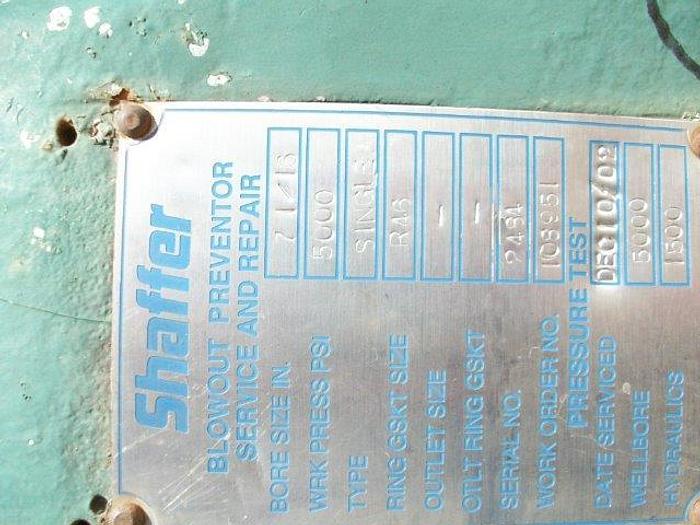 Shaffer
BLOWOUT PREVENTOR
SERVICE AND REPAIR
BORE SIZE IN. 7 1/16
WRK PRESS PSI 5000
TYPE SINGLE
RING GSKT SIZE R46
OUTLET SIZE -
OTLT RING GSKT -
SERIAL NO. 2484
WORK ORDER NO. 108951
PRESSURE TEST
DATE SERVICED DEC10/02
WELLBORE 5000
HYDRAULICS 1500